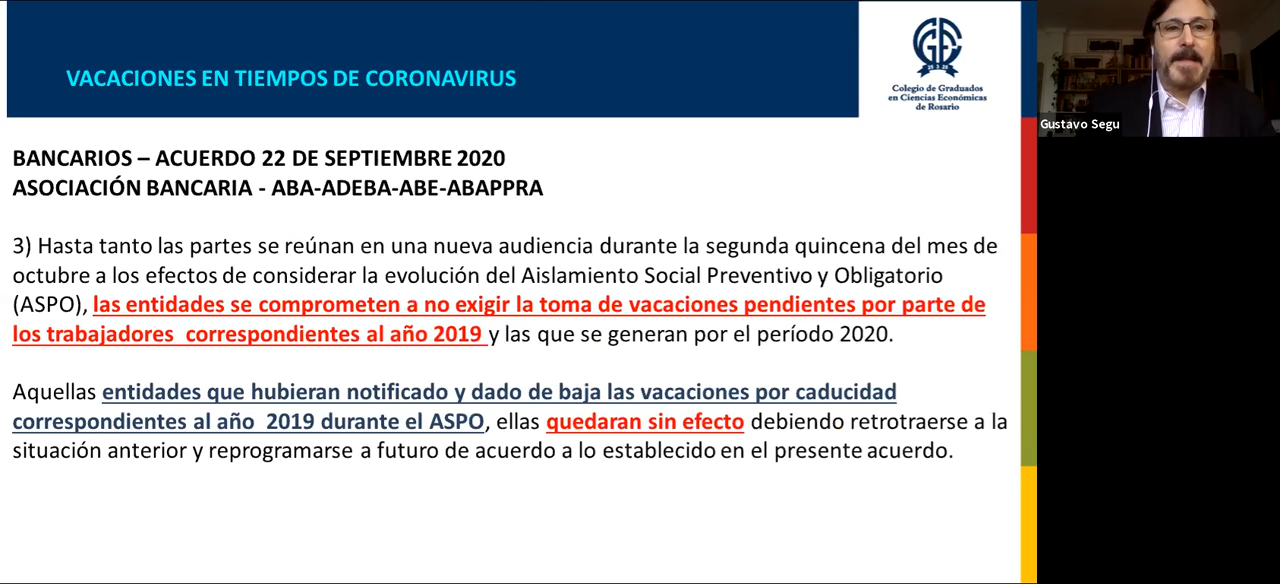 VACACIONES EN TIEMPOS DE CORONAVIRUS
Colegio de Graduados
en Ciencias Económicas
de Rosario
Gustavo Segu
BANCARIOS – ACUERDO 22 DE SEPTIEMBRE 2020
ASOCIACIÓN BANCARIA - ABA-ADEBA-ABE-ABAPPRA
3) Hasta tanto las partes se reúnan en una nueva audiencia durante la segunda quincena del mes de
octubre a los efectos de considerar la evolución del Aislamiento Social Preventivo y Obligatorio
(ASPO), las entidades se comprometen a no exigir la toma de vacaciones pendientes por parte de
los trabajadores correspondientes al año 2019 y las que se generan por el período 2020.
Aquellas entidades que hubieran notificado y dado de baja las vacaciones por caducidad
correspondientes al año 2019 durante el ASPO, ellas quedaran sin efecto debiendo retrotraerse a la
situación anterior y reprogramarse a futuro de acuerdo a lo establecido en el presente acuerdo.